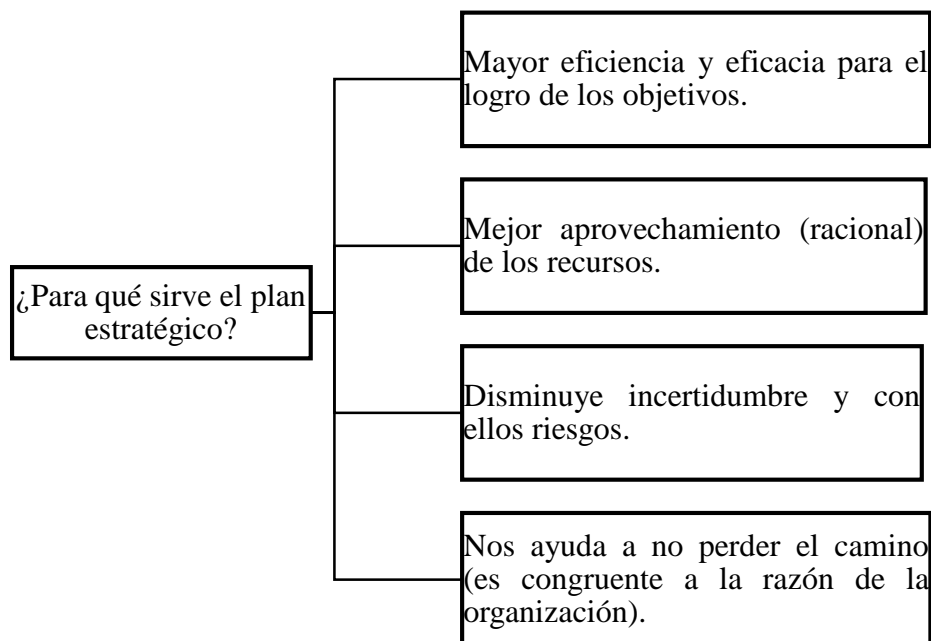 ¿Para qué sirve el plan
estratégico?
Mayor eficiencia y eficacia para el
logro de los objetivos.
Mejor aprovechamiento (racional)
de los recursos.
Disminuye incertidumbre y con
ellos riesgos.
Nos ayuda a no perder el camino
(es congruente a la razón de la
organización).